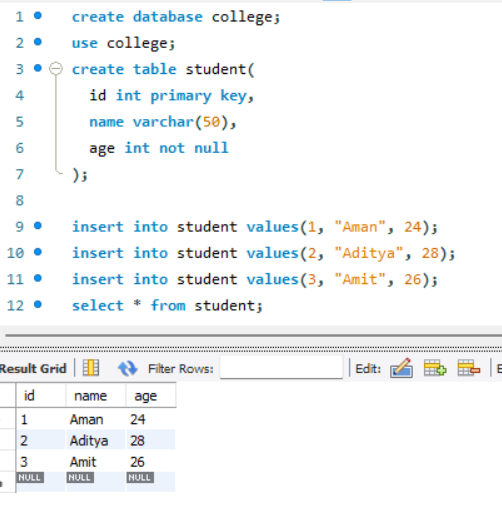 1 create database college;
2 use college;
3 create table student(
4 id int primary key,
5 name varchar(50),
6 age int not null
7 );
8
9 insert into student values(1, "Aman", 24);
10 insert into student values(2, "Aditya", 28);
11 insert into student values(3, "Amit", 26);
12 select * from student;
Result Grid Filter Rows: Edit:
id name age
1 Aman 24
2 Aditya 28
3 Amit 26
NULL NULL NULL